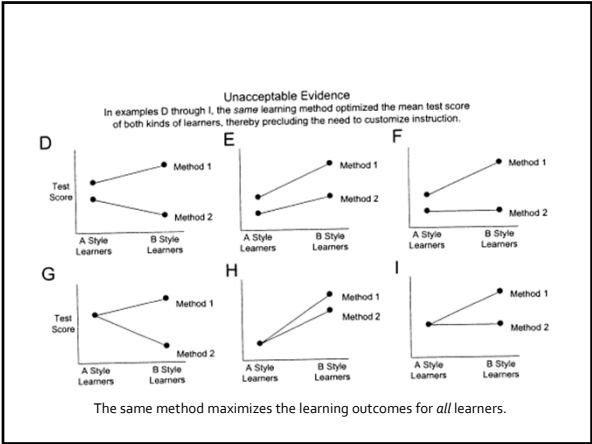 Unacceptable Evidence
In examples D through I, the same learning method optimized the mean test score
of both kinds of learners, thereby precluding the need to customize instruction.
D
Test
Score
Method 1
Method 2
A Style
Learners
B Style
Learners
E
Method 1
Method 2
A Style
Learners
B Style
Learners
F
Method 1
Method 2
A Style
Learners
B Style
Learners
G
Test
Score
Method 1
Method 2
A Style
Learners
B Style
Learners
H
Method 1
Method 2
A Style
Learners
B Style
Learners
I
Method 1
Method 2
A Style
Learners
B Style
Learners
The same method maximizes the learning outcomes for all learners.